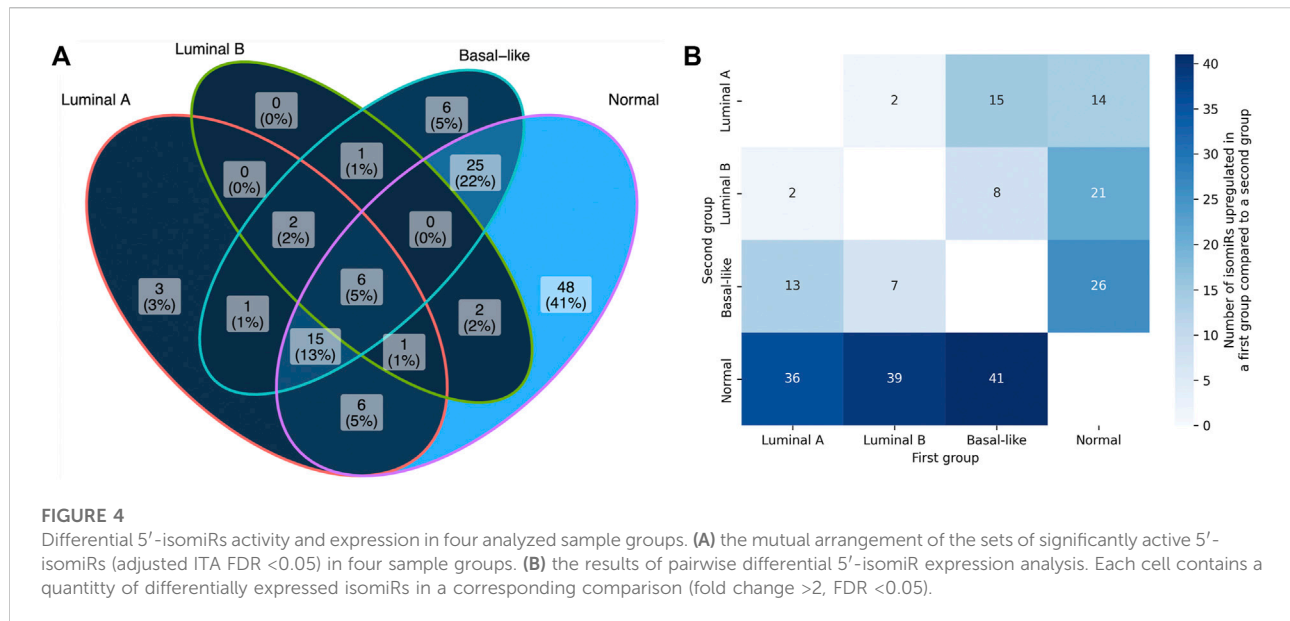 A
Luminal A
Luminal B
Basal-like
Normal
0
(0%)
6
(5%)
1
(1%)
25
(22%)
0
(0%)
2
(2%)
0
(0%)
3
(3%)
1
(1%)
6
(5%)
2
(2%)
48
(41%)
15
(13%)
1
(1%)
6
(5%)
B
Second group
Luminal A
2
15
14
Luminal B
2
8
21
Basal-like
13
7
26
Normal
36
39
41
Luminal A
Luminal B
Basal-like
Normal
First group
40
35
30
25
20
15
10
5
0
Number of isomiRs upregulated in
a first group compared to a second group
FIGURE 4
Differential 5′-isomiRs activity and expression in four analyzed sample groups. (A) the mutual arrangement of the sets of significantly active 5′-
isomiRs (adjusted ITA FDR <0.05) in four sample groups. (B) the results of pairwise differential 5′-isomiR expression analysis. Each cell contains a
quantitty of differentially expressed isomiRs in a corresponding comparison (fold change >2, FDR <0.05).